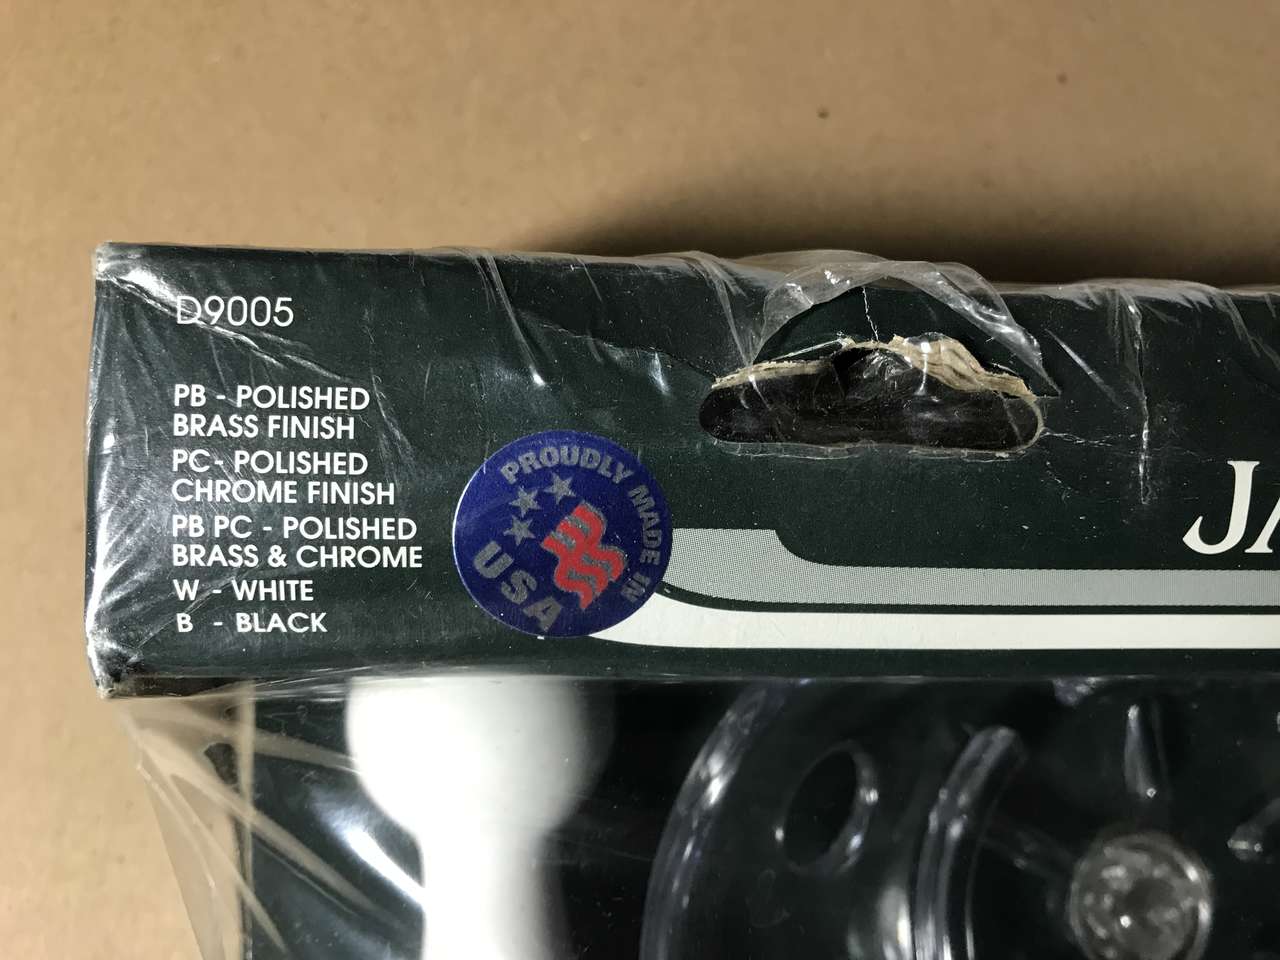 D9005
PB - POLISHED
BRASS FINISH
PC - POLISHED
CHROME FINISH
PB PC - POLISHED
BRASS & CHROME
W - WHITE
B - BLACK
PROUDLY MADE IN
USA
JA